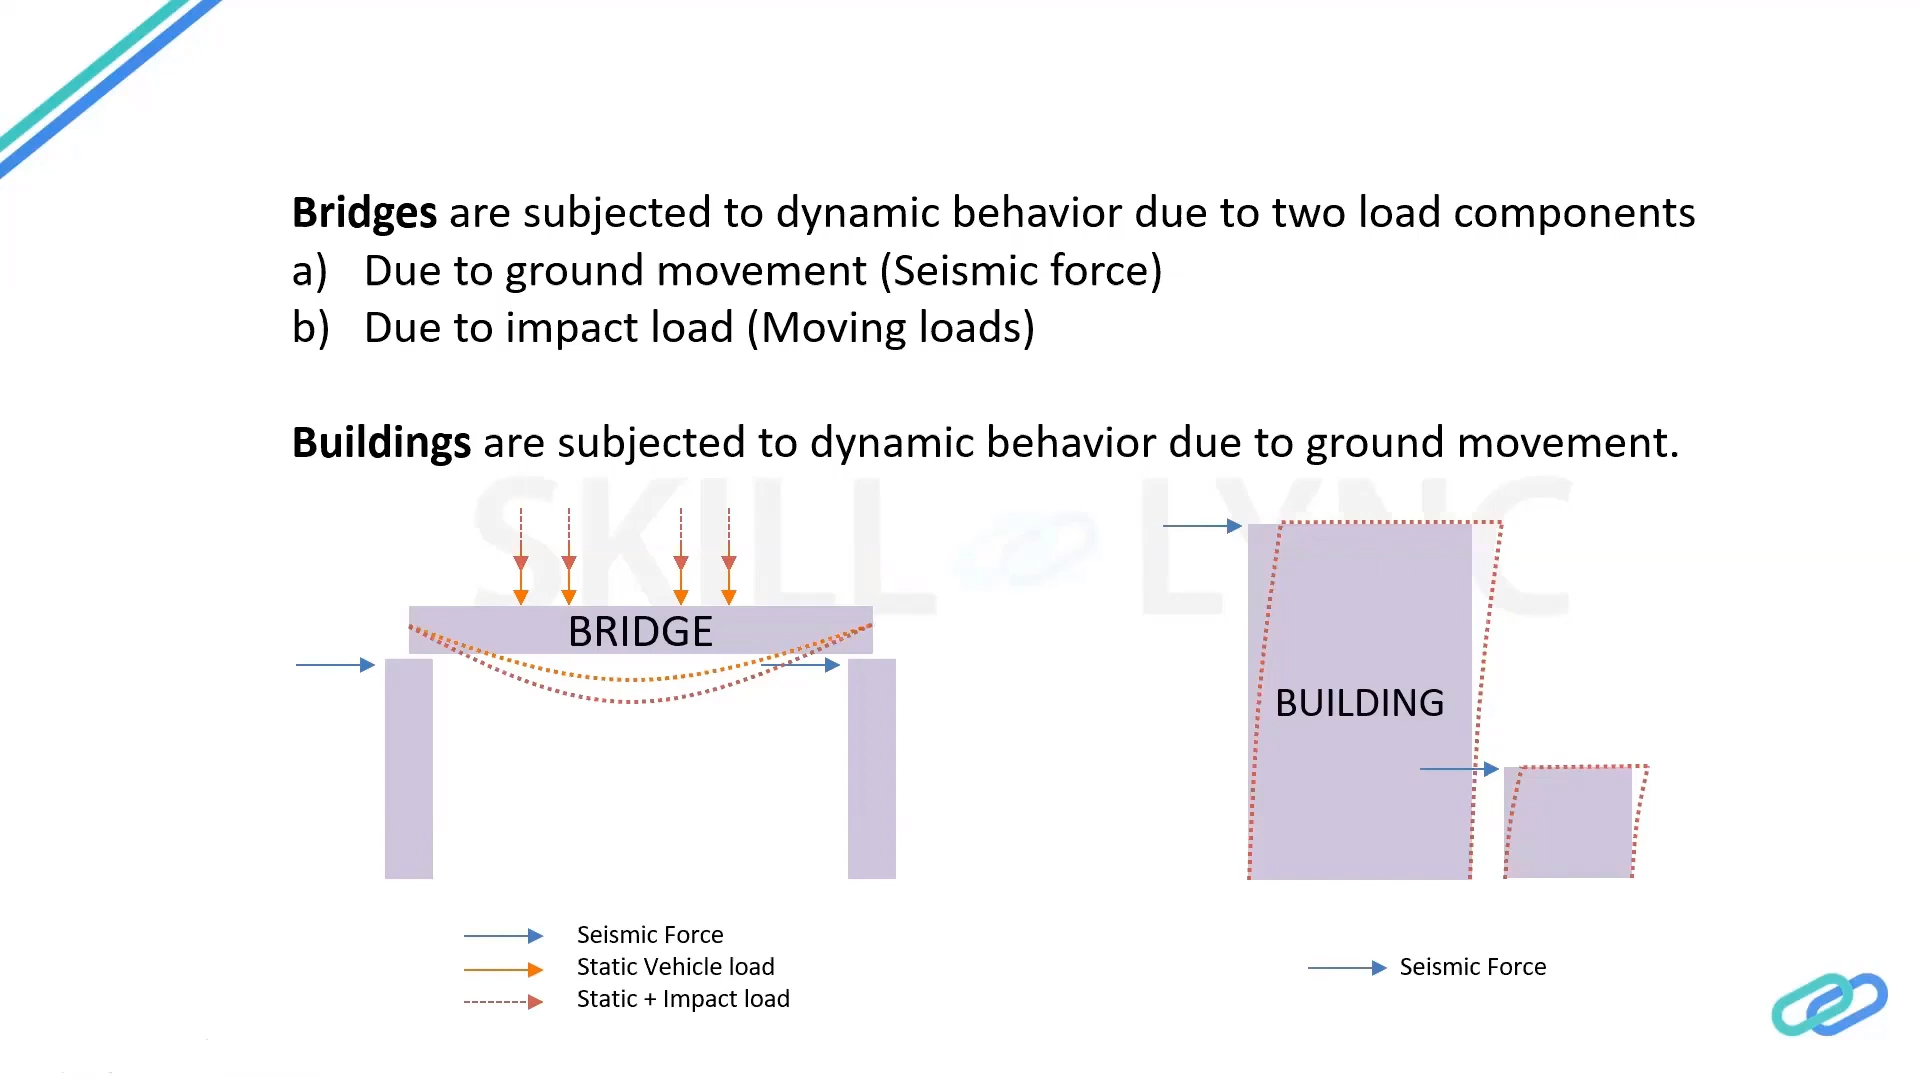 Bridges are subjected to dynamic behavior due to two load components
a) Due to ground movement (Seismic force)
b) Due to impact load (Moving loads)
Buildings are subjected to dynamic behavior due to ground movement.
SKILL LYNC
BRIDGE
BUILDING
Seismic Force
Static Vehicle load
Static + Impact load
Seismic Force